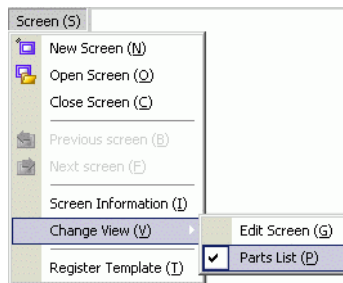 Screen (S)
New Screen (N)
Open Screen (O)
Close Screen (C)
Previous screen (B)
Next screen (F)
Screen Information (I)
Change View (V)
Edit Screen (G)
Parts List (P)
Register Template (T)